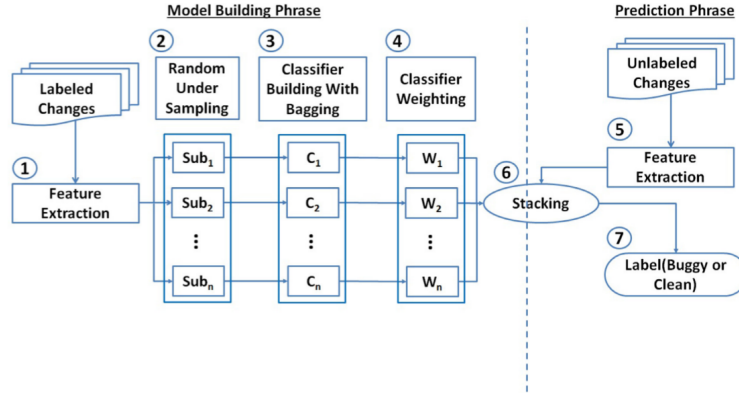 Model Building Phrase
Prediction Phrase
2
3
4
Labeled
Changes
Random
Under
Sampling
Classifier
Building With
Bagging
Classifier
Weighting
Unlabeled
Changes
5
1
Feature
Extraction
Sub1
C1
W1
6
Feature
Extraction
Sub2
C2
W2
Stacking
⋮
⋮
⋮
7
Subn
Cn
Wn
Label(Buggy or
Clean)